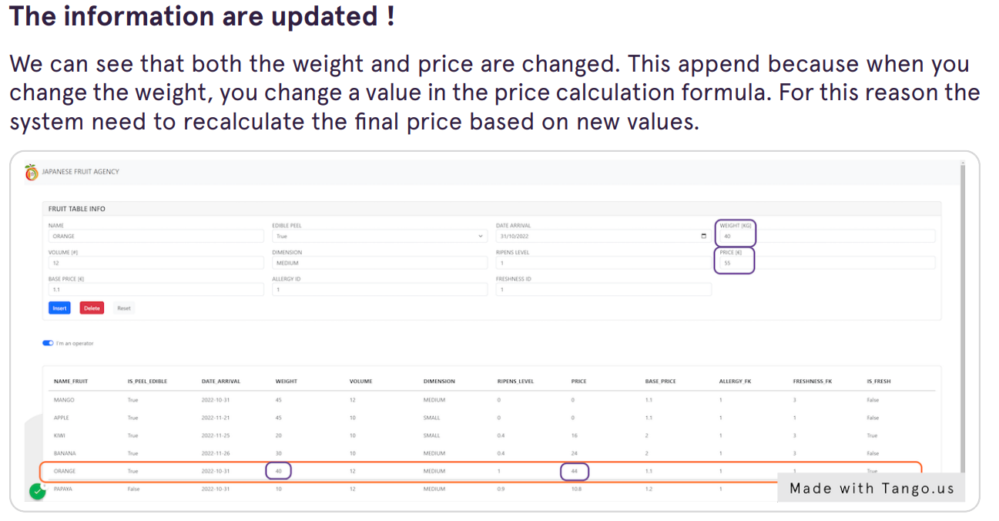 The information are updated !
We can see that both the weight and price are changed. This append because when you
change the weight, you change a value in the price calculation formula. For this reason the
system need to recalculate the final price based on new values.
JAPANESE FRUIT AGENCY
FRUIT TABLE INFO
NAME EDIBLE PEEL DATE ARRIVAL WEIGHT [KG]
ORANGE True 31/10/2022 40
VOLUME [#] DIMENSION RIPENS LEVEL PRICE [€]
12 MEDIUM 1 55
BASE PRICE [€] ALLERGY ID FRESHNESS ID
1.1 1 1
Insert Delete Reset
I'm an operator
NAME_FRUIT IS_PEEL_EDIBLE DATE_ARRIVAL WEIGHT VOLUME DIMENSION RIPENS_LEVEL PRICE BASE_PRICE ALLERGY_FK FRESHNESS_FK IS_FRESH
MANGO True 2022-10-31 45 12 MEDIUM 0 0 1.1 1 3 False
APPLE True 2022-11-21 45 10 SMALL 0 0 1.1 1 1 False
KIWI True 2022-11-25 20 10 SMALL 0.4 16 2 1 3 True
BANANA True 2022-11-26 30 10 MEDIUM 0.4 24 2 1 3 False
ORANGE True 2022-10-31 40 12 MEDIUM 1 44 1.1 1 1 True
PAPAYA False 2022-10-31 10 12 MEDIUM 0.9 10.8 1.2 1
Made with Tango.us